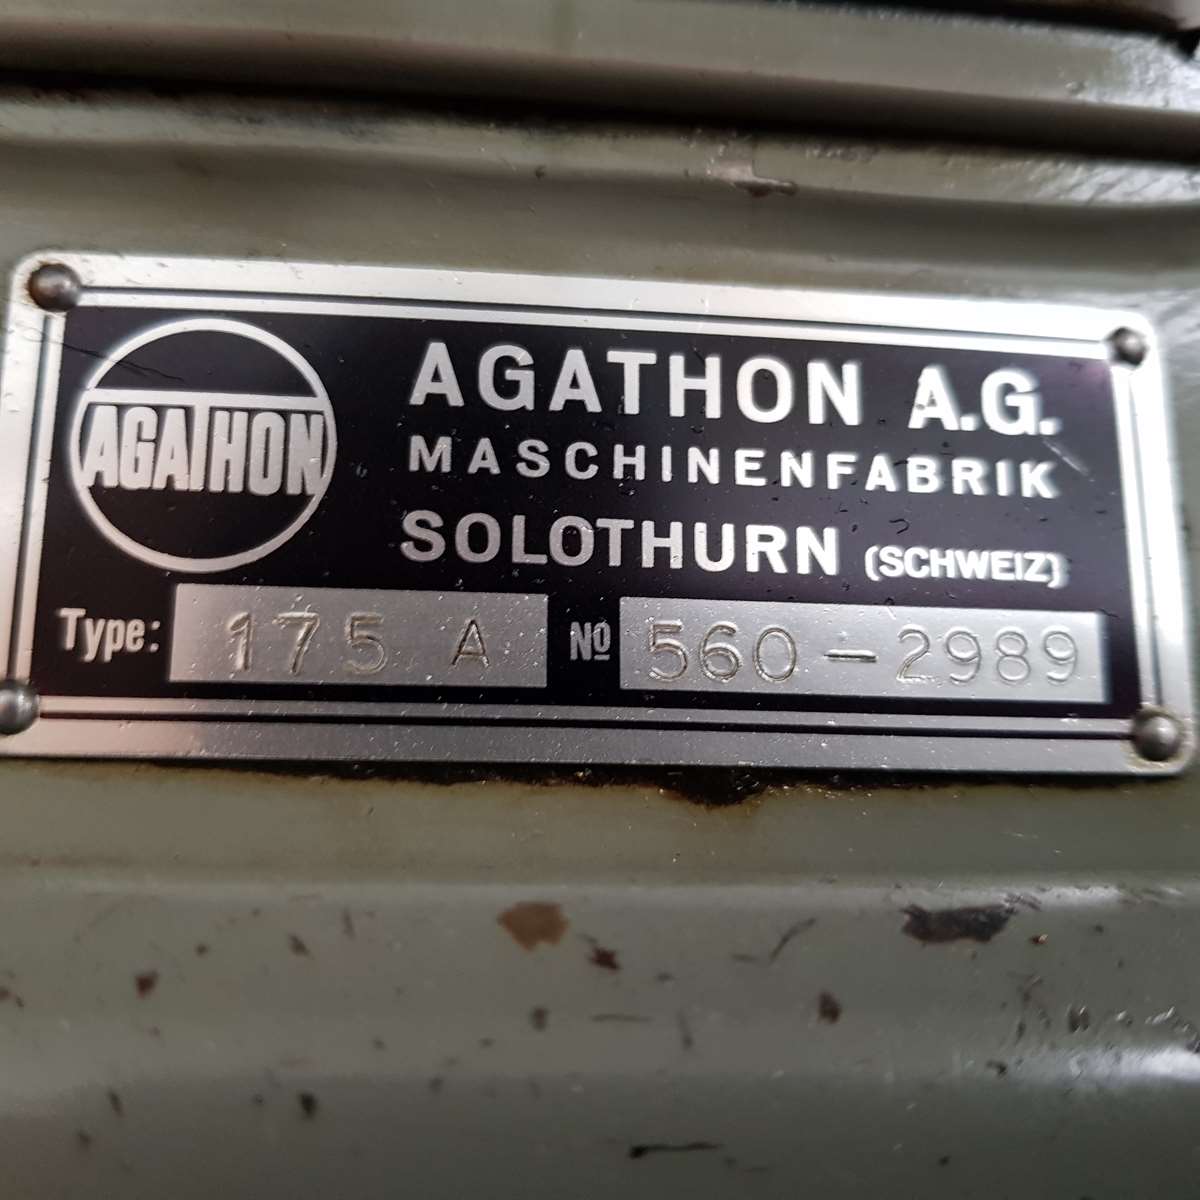 AGATHON
AGATHON A.G.
MASCHINENFABRIK
SOLOTHURN (SCHWEIZ)
Type: 175 A Nº 560-2989